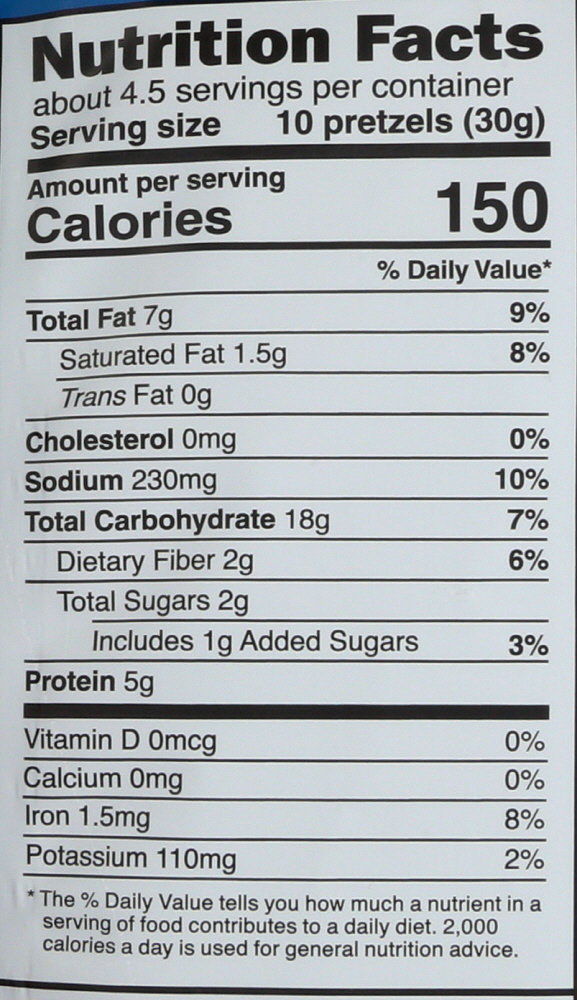 Nutrition Facts
about 4.5 servings per container
Serving size 10 pretzels (30g)
Amount per serving
Calories 150
% Daily Value*
Total Fat 7g 9%
Saturated Fat 1.5g 8%
Trans Fat 0g
Cholesterol 0mg 0%
Sodium 230mg 10%
Total Carbohydrate 18g 7%
Dietary Fiber 2g 6%
Total Sugars 2g
Includes 1g Added Sugars 3%
Protein 5g
Vitamin D 0mcg 0%
Calcium 0mg 0%
Iron 1.5mg 8%
Potassium 110mg 2%
* The % Daily Value tells you how much a nutrient in a
serving of food contributes to a daily diet. 2,000
calories a day is used for general nutrition advice.